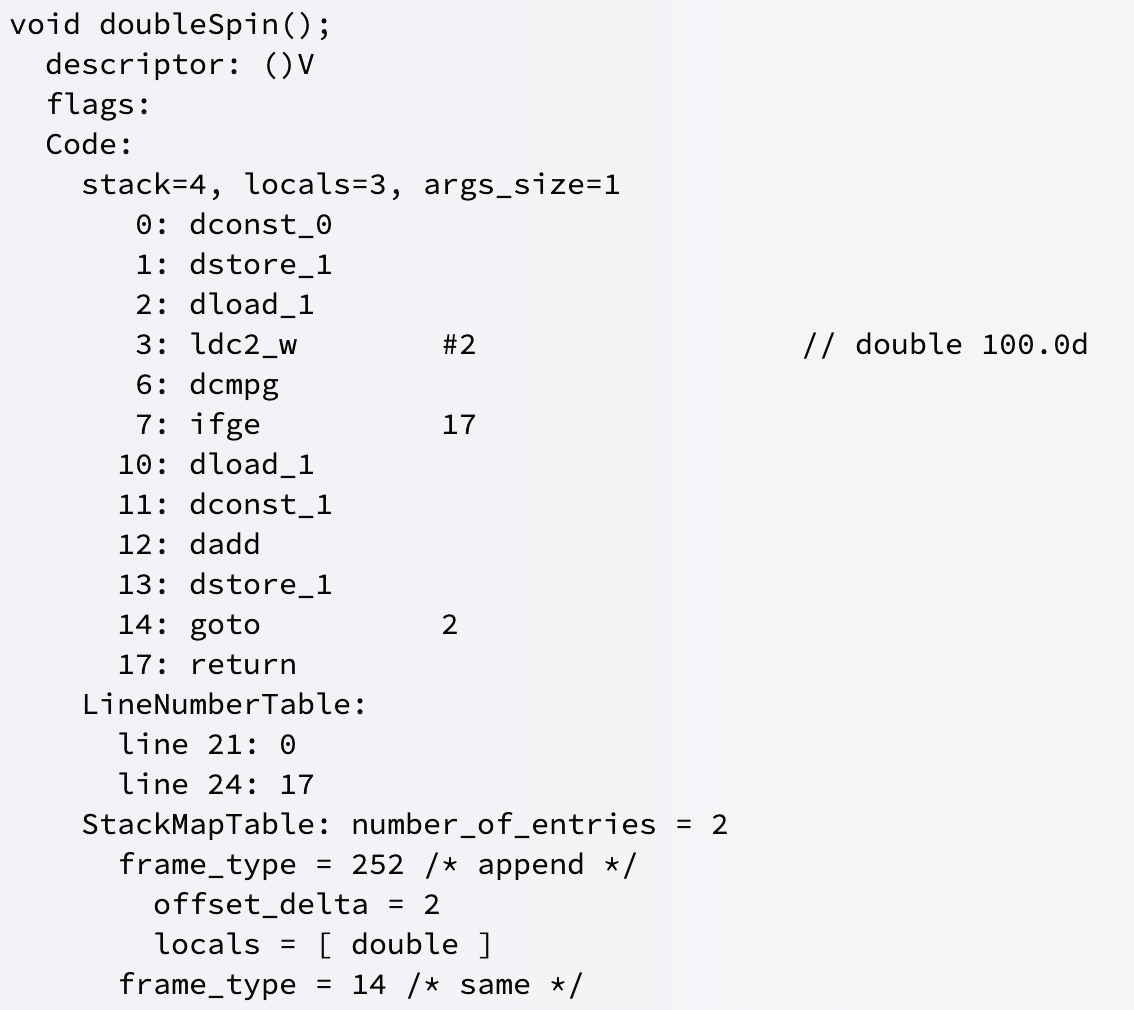 void doubleSpin();
  descriptor: ()V
  flags:
  Code:
    stack=4, locals=3, args_size=1
       0: dconst_0
       1: dstore_1
       2: dload_1
       3: ldc2_w        #2                  // double 100.0d
       6: dcmpg
       7: ifge          17
      10: dload_1
      11: dconst_1
      12: dadd
      13: dstore_1
      14: goto          2
      17: return
    LineNumberTable:
      line 21: 0
      line 24: 17
    StackMapTable: number_of_entries = 2
      frame_type = 252 /* append */
        offset_delta = 2
        locals = [ double ]
      frame_type = 14 /* same */